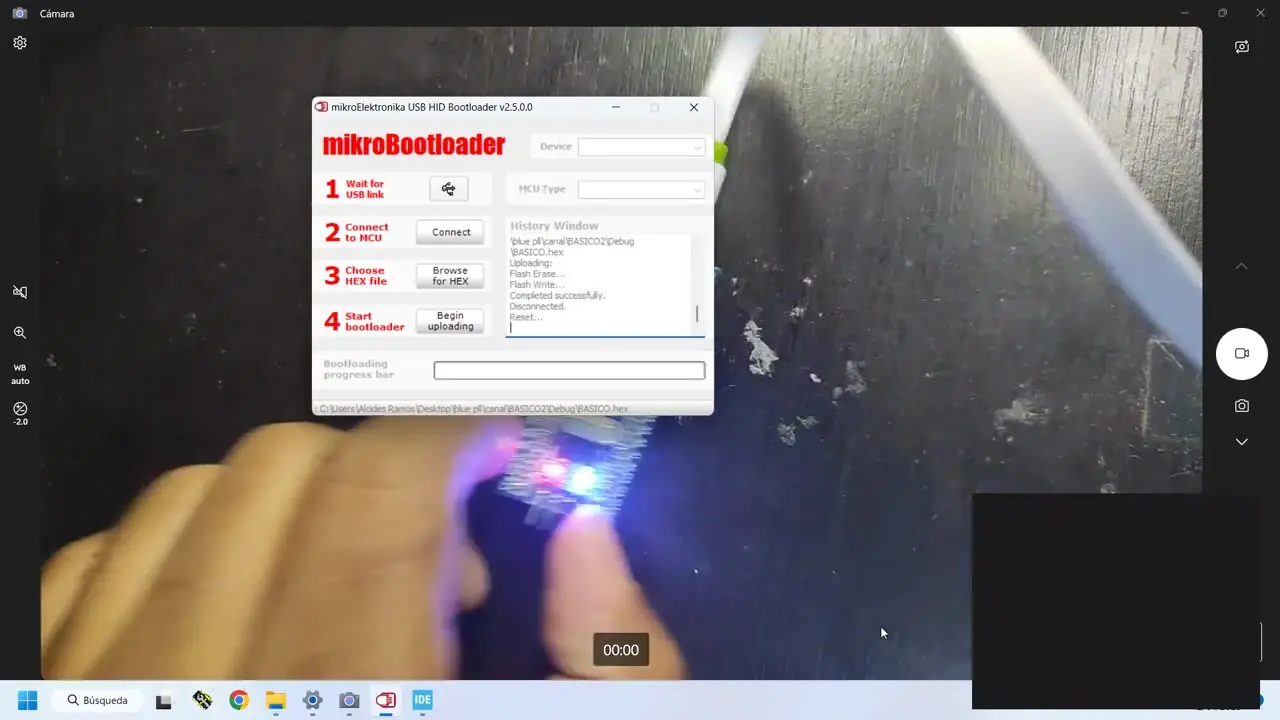 Cámara
mikroElektronika USB HID Bootloader v2.5.0.0
mikroBootloader
Device
1 Wait for
USB link
MCU Type
2 Connect
to MCU
Connect
History Window
\blue pll\canal\BASICO2\Debug
\BASICO.hex
Uploading:
Flash Erase...
Flash Write...
Completed successfully.
Disconnected.
Reset...
3 Choose
HEX file
Browse
for HEX
4 Start
bootloader
Begin
uploading
Bootloading
progress bar
: C:\Users\Alcides Ramos\Desktop\blue pll\canal\BASICO2\Debug\BASICO.hex
WB
auto
-2.0
00:00
Búsqueda
IDE